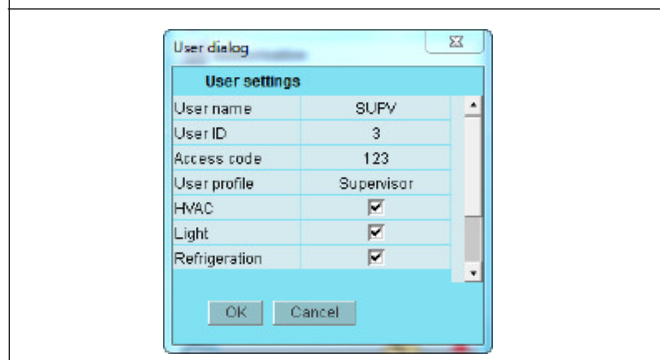 User dialog
User settings
User name SUPV
User ID 3
Access code 123
User profile Supervisor
HVAC
Light
Refrigeration
OK Cancel